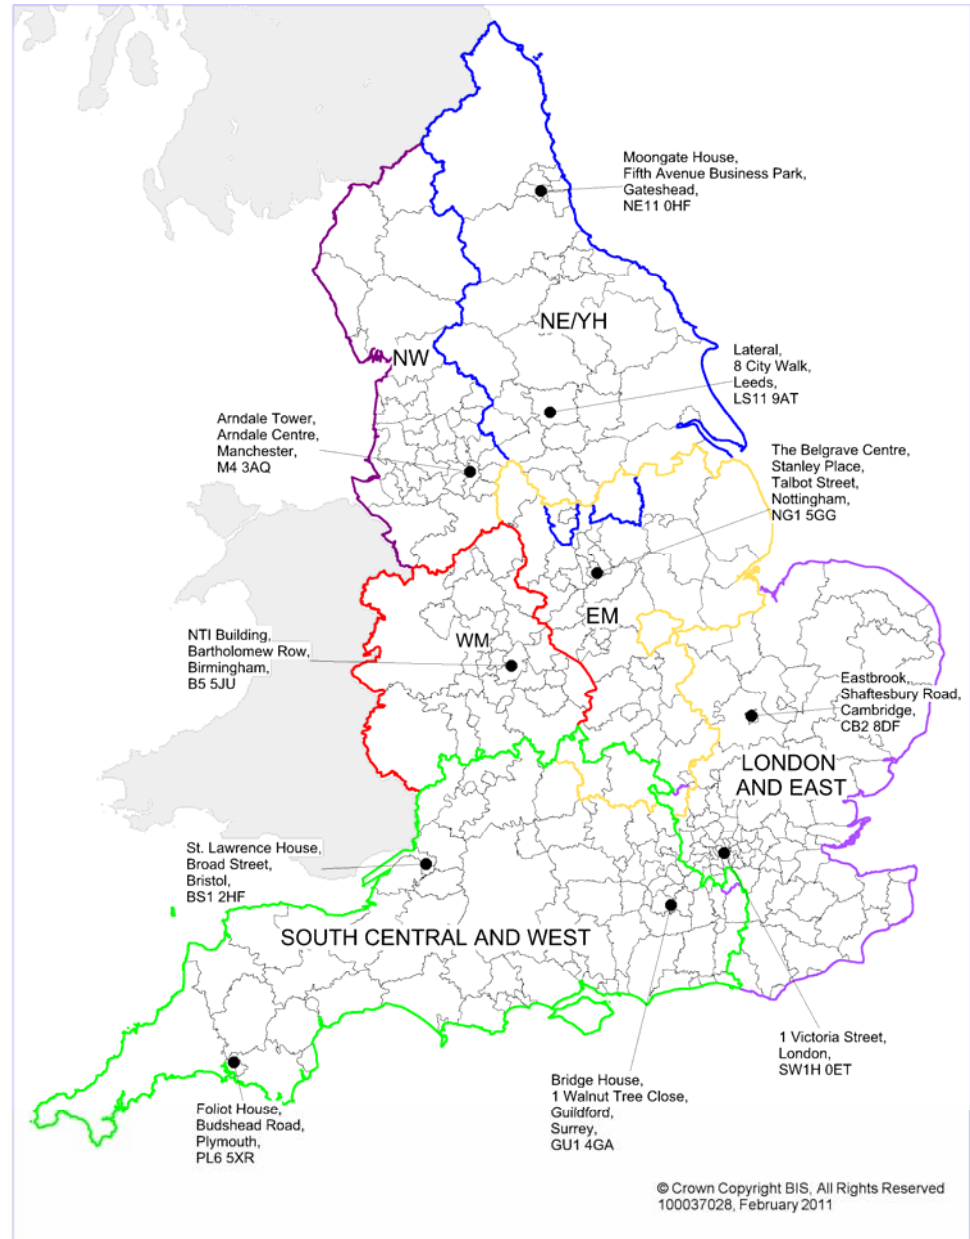 Moongate House,
Fifth Avenue Business Park,
Gateshead,
NE11 0HF
NE/YH
NW
Lateral,
8 City Walk,
Leeds,
LS11 9AT
Arndale Tower,
Arndale Centre,
Manchester,
M4 3AQ
The Belgrave Centre,
Stanley Place,
Talbot Street,
Nottingham,
NG1 5GG
EM
WM
NTI Building,
Bartholomew Row,
Birmingham,
B5 5JU
Eastbrook,
Shaftesbury Road,
Cambridge,
CB2 8DF
LONDON
AND EAST
St. Lawrence House,
Broad Street,
Bristol,
BS1 2HF
SOUTH CENTRAL AND WEST
1 Victoria Street,
London,
SW1H 0ET
Bridge House,
1 Walnut Tree Close,
Guildford,
Surrey,
GU1 4GA
Foliot House,
Budshead Road,
Plymouth,
PL6 5XR
© Crown Copyright BIS, All Rights Reserved
100037028, February 2011